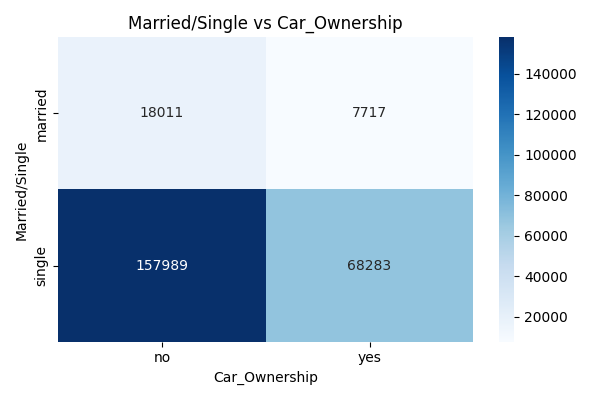 Married/Single vs Car_Ownership
Married/Single
married
single
18011
7717
157989
68283
no
yes
Car_Ownership
140000
120000
100000
80000
60000
40000
20000